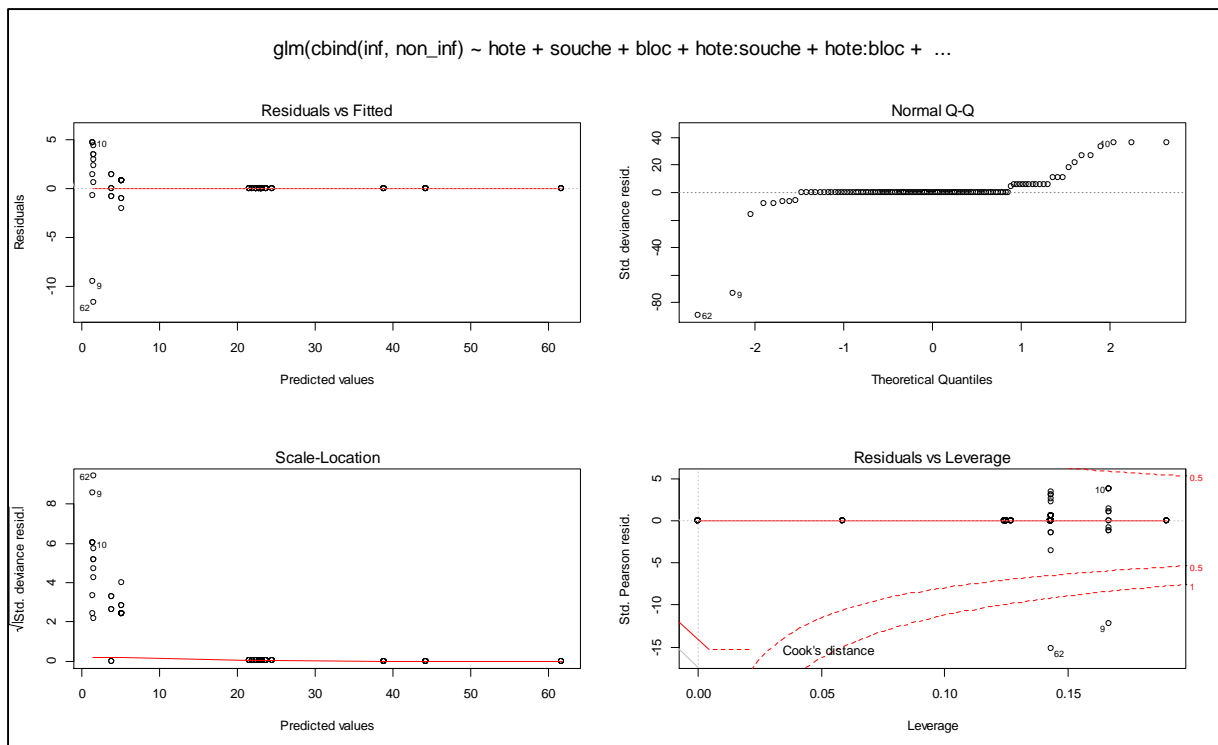 glm(cbind(inf, non_inf) ~ hote + souche + bloc + hote:souche + hote:bloc + ...
Residuals vs Fitted
Residuals
5
0
-5
-10
10
9
62
0 10 20 30 40 50 60
Predicted values
Normal Q-Q
Std. deviance resid.
40
20
0
-40
-80
10
9
62
-2 -1 0 1 2
Theoretical Quantiles
Scale-Location
√|Std. deviance resid.|
8
6
4
2
0
62
9
10
0 10 20 30 40 50 60
Predicted values
Residuals vs Leverage
Std. Pearson resid.
5
0
-5
-10
-15
10
9
62
0.5
0.5
1
Cook's distance
0.00 0.05 0.10 0.15
Leverage